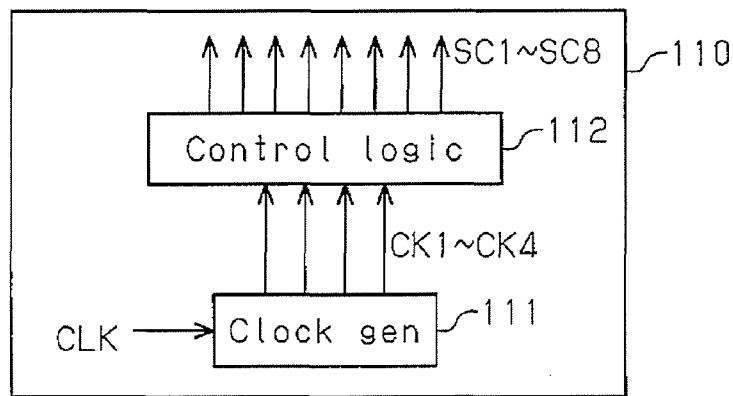 SC1~SC8
110
Control logic
112
CK1~CK4
CLK
Clock gen
111